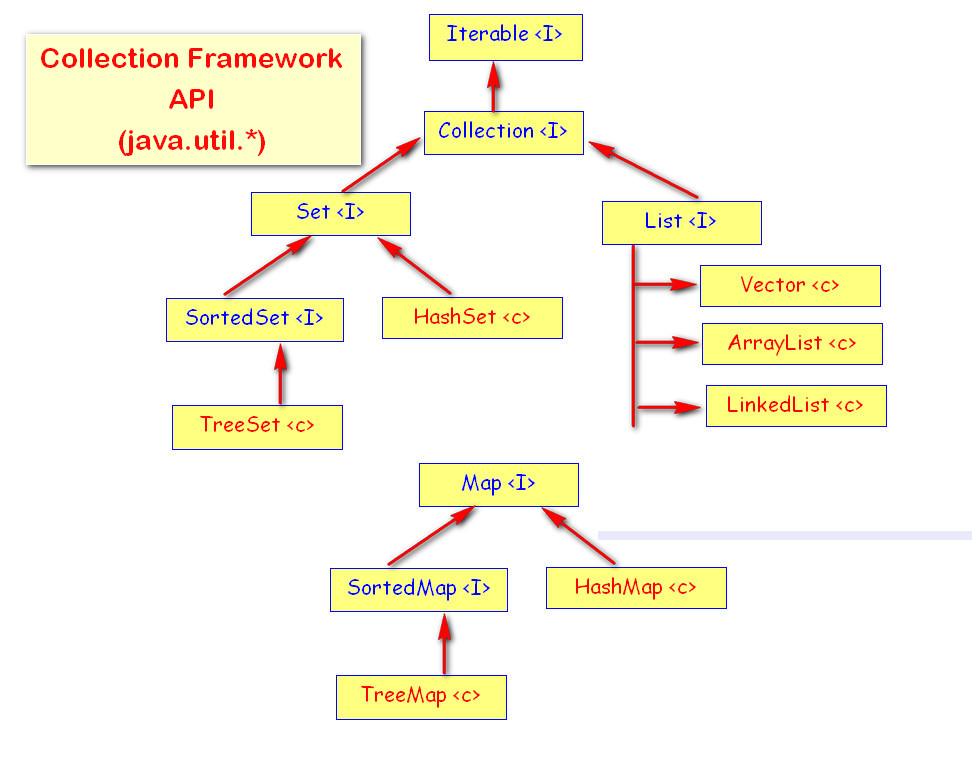 Collection Framework
API
(java.util.*)
Iterable <I>
Collection <I>
Set <I>
List <I>
SortedSet <I>
HashSet <c>
Vector <c>
ArrayList <c>
TreeSet <c>
LinkedList <c>
Map <I>
SortedMap <I>
HashMap <c>
TreeMap <c>